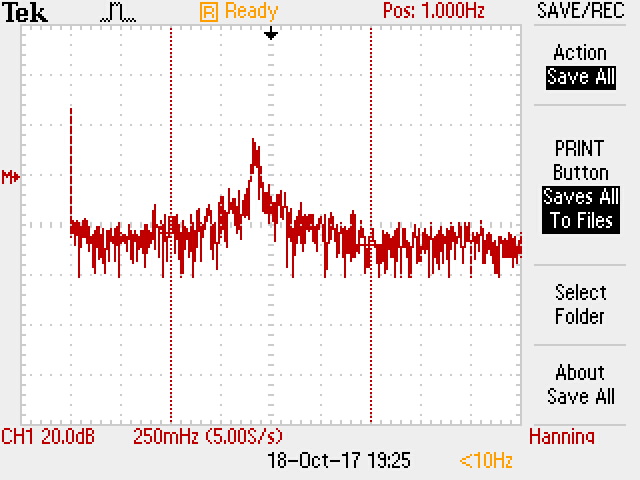 Tek
R Ready
Pos: 1.000Hz
SAVE/REC
Action
Save All
M
PRINT
Button
Saves All
To Files
Select
Folder
About
Save All
CH1 20.0dB
250mHz (5.00S/s)
Hanning
18-Oct-17 19:25
<10Hz